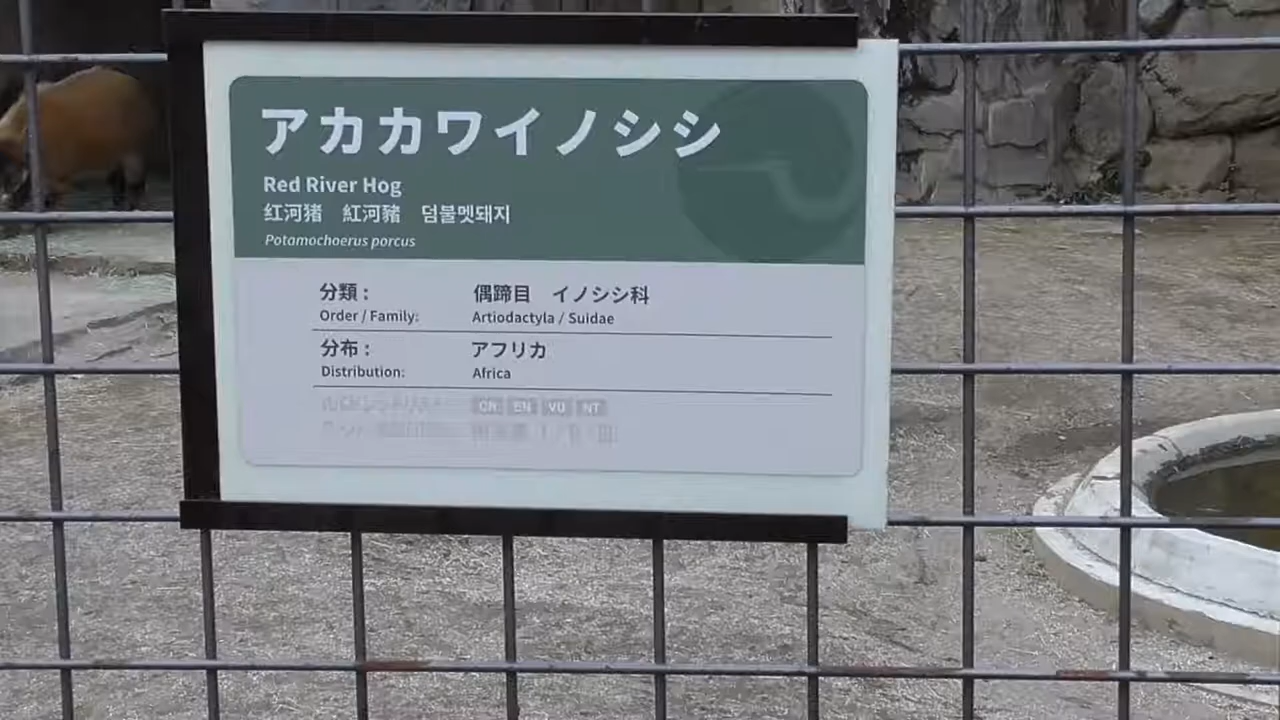 アカカワイノシシ
Red River Hog
紅河猪 紅河豬 덤불멧돼지
Potamochoerus porcus
分類： 偶蹄目 イノシシ科
Order / Family: Artiodactyla / Suidae
分布： アフリカ
Distribution: Africa
CR EN VU NT